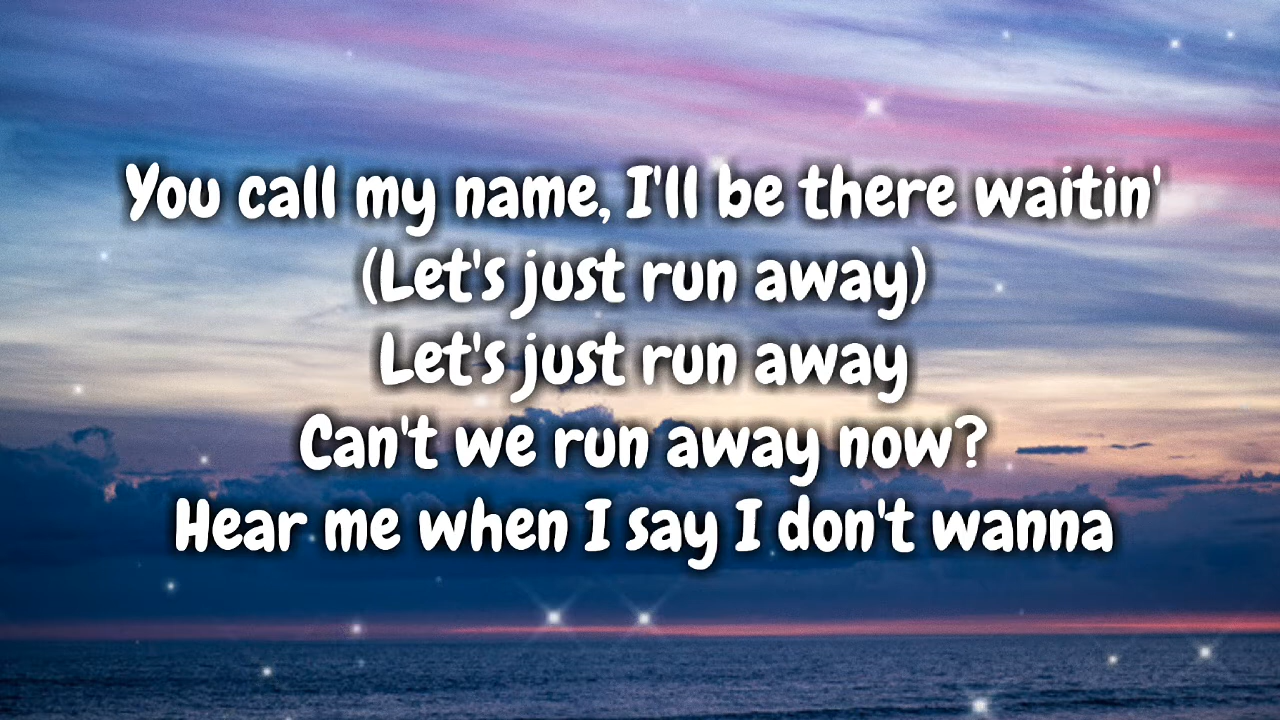 You call my name, I'll be there waitin'
(Let's just run away)
Let's just run away
Can't we run away now?
Hear me when I say I don't wanna